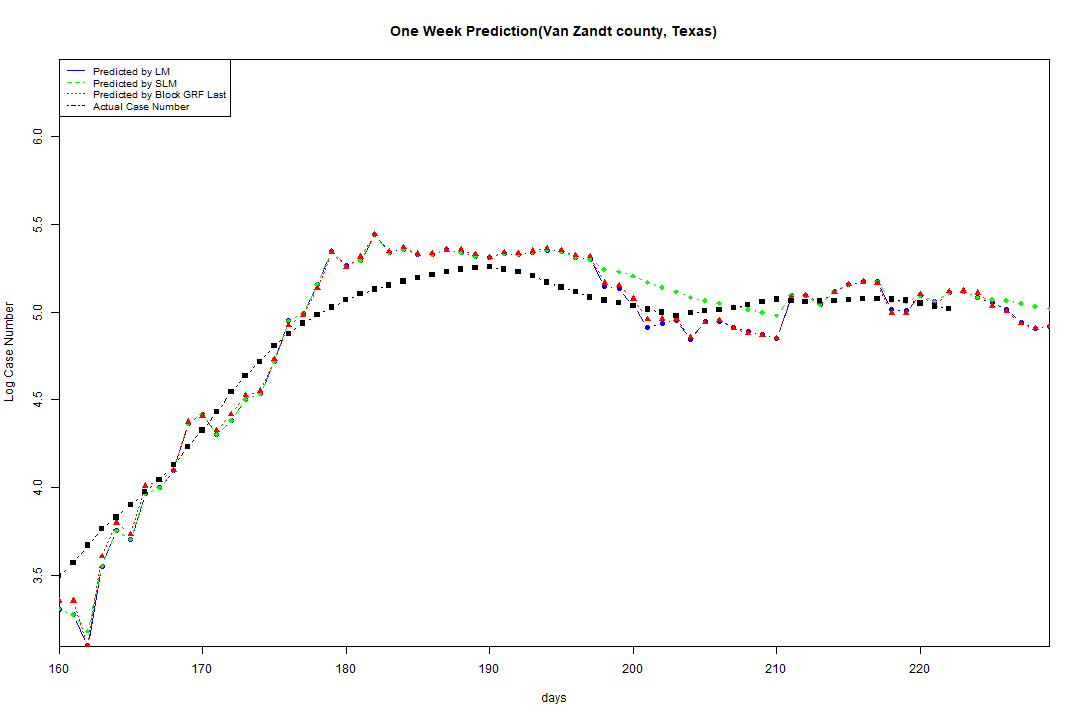 One Week Prediction(Van Zandt county, Texas)
Predicted by LM
Predicted by SLM
Predicted by Block GRF Last
Actual Case Number
6.0
5.5
5.0
4.5
4.0
3.5
Log Case Number
160 170 180 190 200 210 220
days